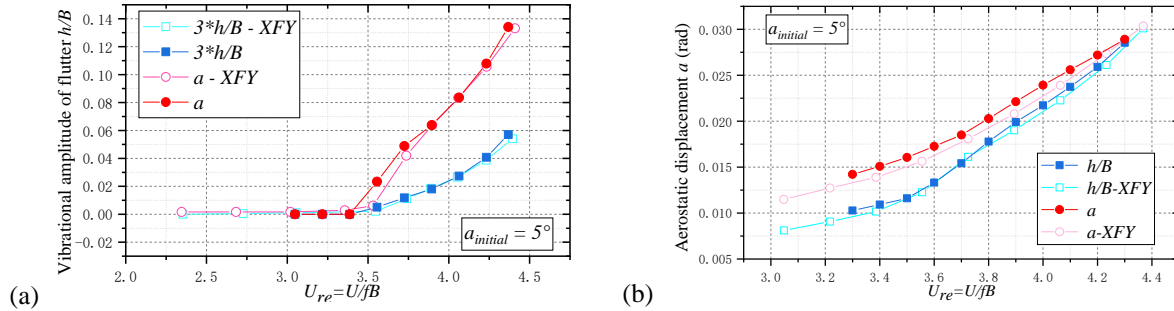 Vibrational amplitude of flutter h/B
0.14
0.12
0.10
0.08
0.06
0.04
0.02
0.00
−0.02
3*h/B - XFY
3*h/B
a - XFY
a
a_initial = 5°
2.0 2.5 3.0 3.5 4.0 4.5
U_re=U/fB
(a)
Aerostatic displacement a (rad)
0.030
0.025
0.020
0.015
0.010
0.005
a_initial = 5°
h/B
h/B-XFY
a
a-XFY
3.0 3.2 3.4 3.6 3.8 4.0 4.2 4.4
U_re=U/fB
(b)